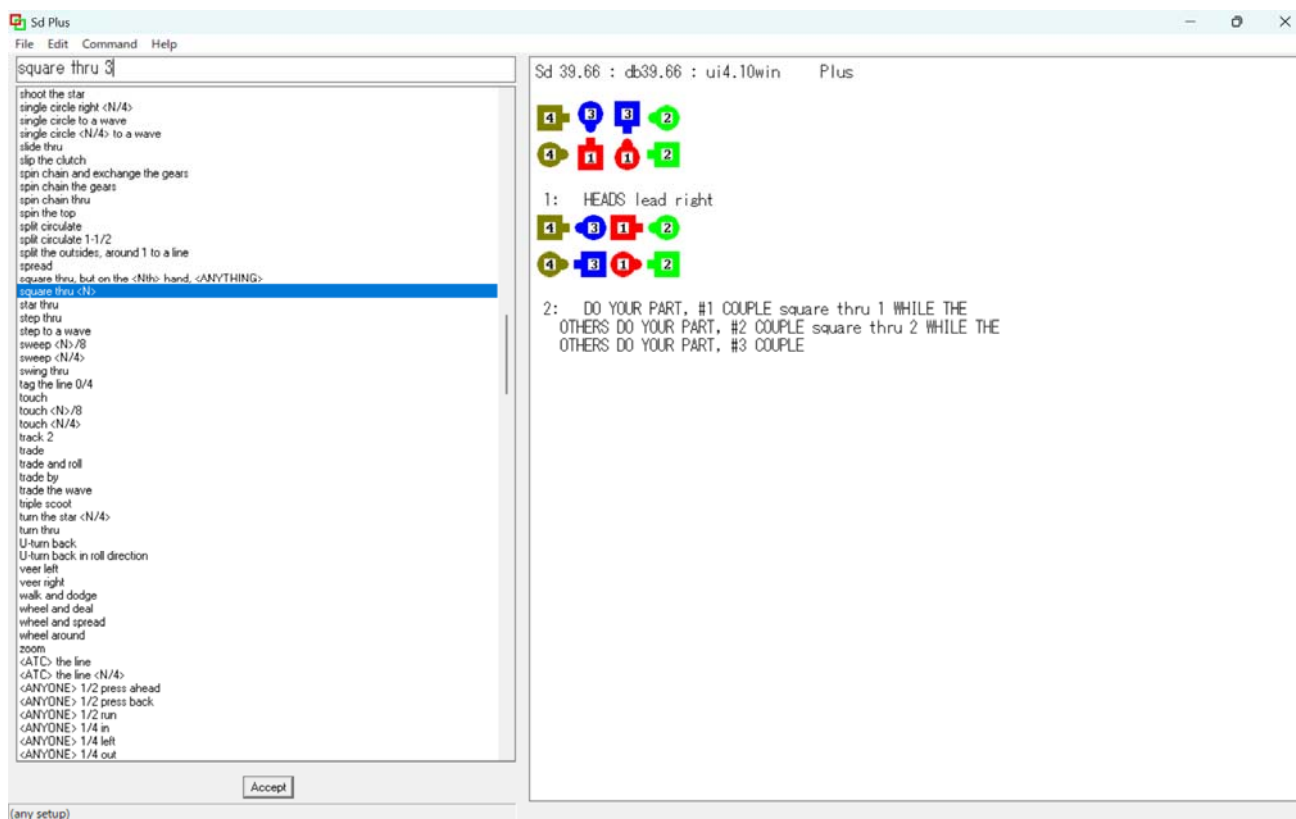 Sd Plus
File Edit Command Help
square thru 3
shoot the star
single circle right <N/4>
single circle to a wave
single circle <N/4> to a wave
slide thru
slip the clutch
spin chain and exchange the gears
spin chain the gears
spin chain thru
spin the top
split circulate
split circulate 1-1/2
split the outsides, around 1 to a line
spread
square thru, but on the <Nth> hand, <ANYTHING>
square thru <N>
star thru
step thru
step to a wave
sweep <N>/8
sweep <N/4>
swing thru
tag the line 0/4
touch
touch <N>/8
touch <N/4>
track 2
trade
trade and roll
trade by
trade the wave
triple scoot
turn the star <N/4>
turn thru
U-turn back
U-turn back in roll direction
veer left
veer right
walk and dodge
wheel and deal
wheel and spread
wheel around
zoom
<ATC> the line
<ATC> the line <N/4>
<ANYONE> 1/2 press ahead
<ANYONE> 1/2 press back
<ANYONE> 1/2 run
<ANYONE> 1/4 in
<ANYONE> 1/4 left
<ANYONE> 1/4 out
Accept
(any setup)
Sd 39.66 : db39.66 : ui4.10win Plus
4 3 3 2
4 1 1 2
1: HEADS lead right
4 3 1 2
4 3 1 2
2: DO YOUR PART, #1 COUPLE square thru 1 WHILE THE
OTHERS DO YOUR PART, #2 COUPLE square thru 2 WHILE THE
OTHERS DO YOUR PART, #3 COUPLE